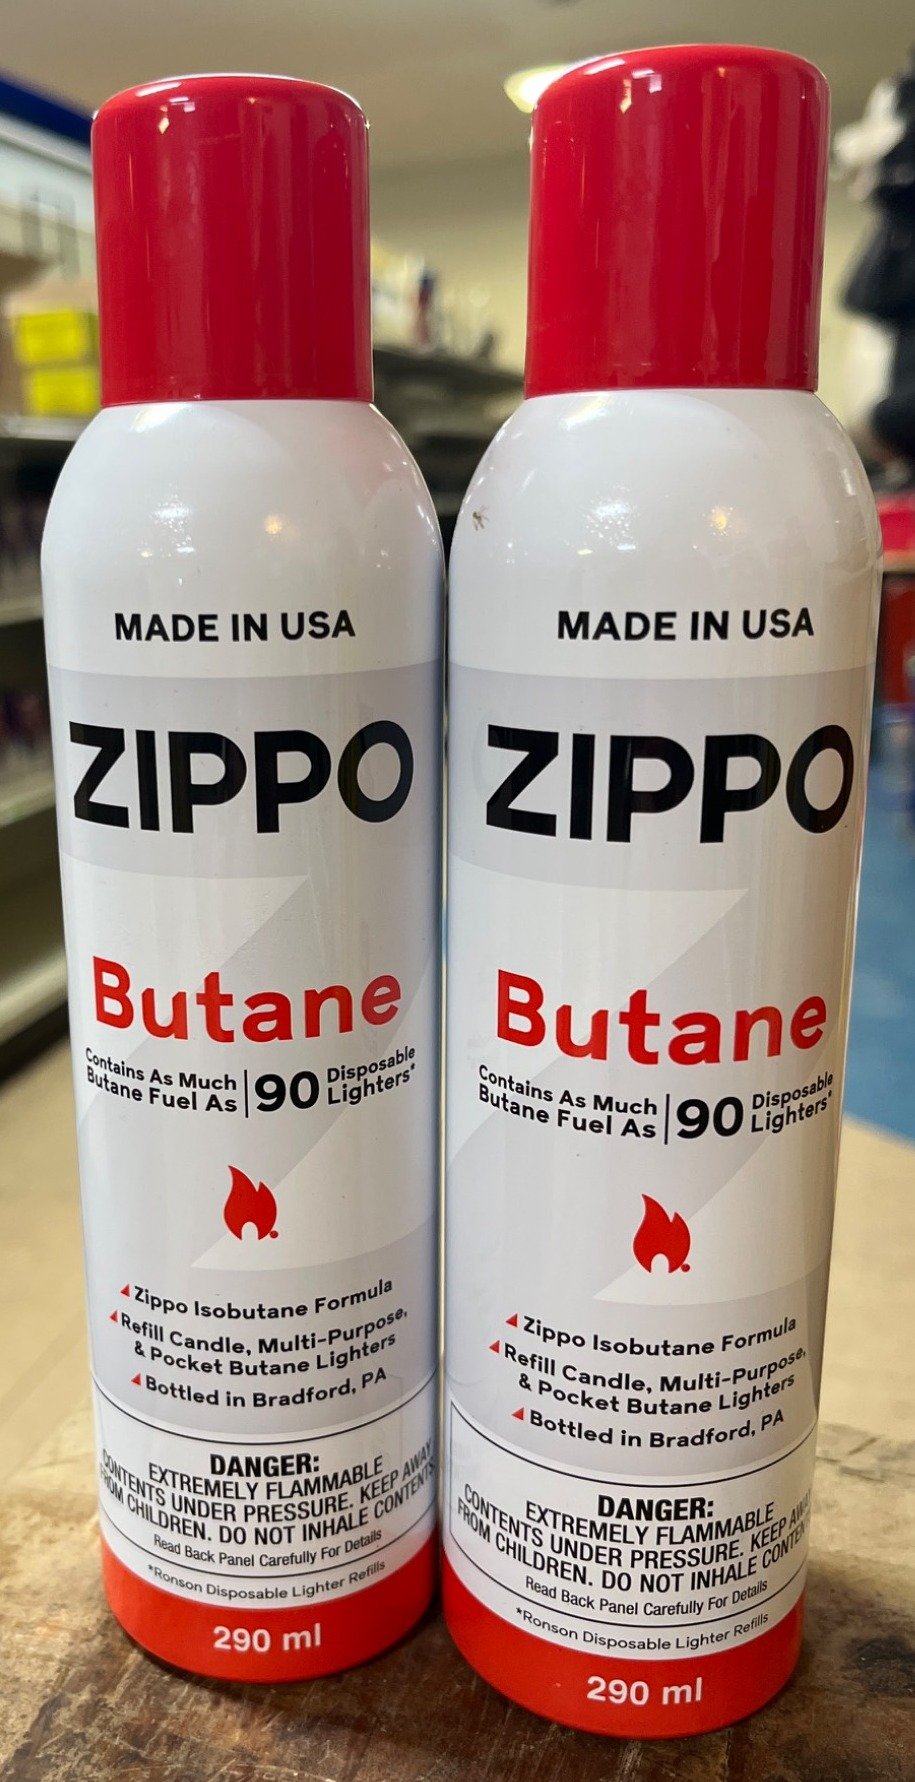 MADE IN USA
ZIPPO
Butane
Contains As Much
Butane Fuel As
90
Disposable
Lighters*
Zippo Isobutane Formula
Refill Candle, Multi-Purpose,
& Pocket Butane Lighters
Bottled in Bradford, PA
DANGER:
EXTREMELY FLAMMABLE
CONTENTS UNDER PRESSURE. KEEP AWAY
FROM CHILDREN. DO NOT INHALE CONTENTS
Read Back Panel Carefully For Details
*Ronson Disposable Lighter Refills
290 ml
MADE IN USA
ZIPPO
Butane
Contains As Much
Butane Fuel As
90
Disposable
Lighters*
Zippo Isobutane Formula
Refill Candle, Multi-Purpose,
& Pocket Butane Lighters
Bottled in Bradford, PA
DANGER:
EXTREMELY FLAMMABLE
CONTENTS UNDER PRESSURE. KEEP AWAY
FROM CHILDREN. DO NOT INHALE CONTENTS
Read Back Panel Carefully For Details
*Ronson Disposable Lighter Refills
290 ml